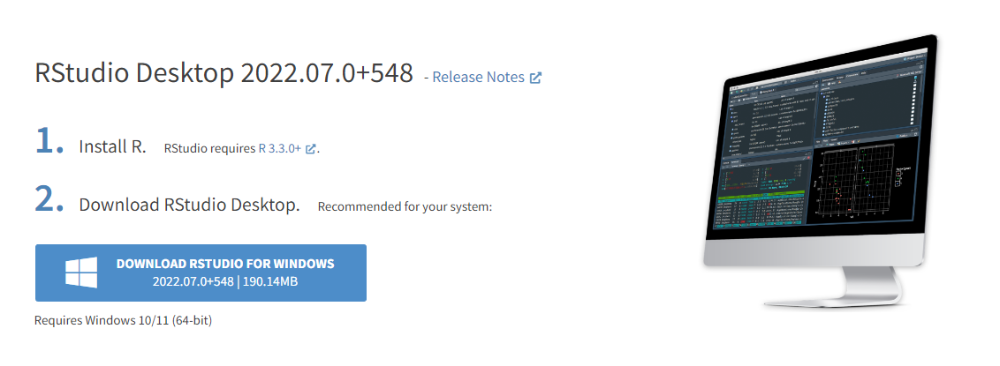 RStudio Desktop 2022.07.0+548 - Release Notes
1. Install R. RStudio requires R 3.3.0+.
2. Download RStudio Desktop. Recommended for your system:
DOWNLOAD RSTUDIO FOR WINDOWS
2022.07.0+548 | 190.14MB
Requires Windows 10/11 (64-bit)